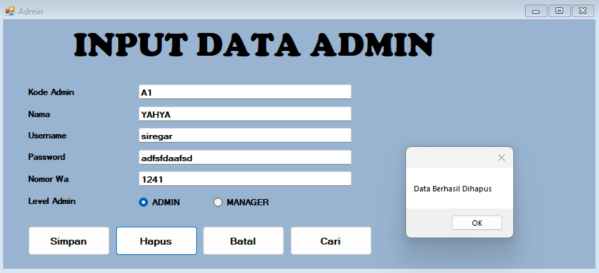 Admin
INPUT DATA ADMIN
Kode Admin A1
Nama YAHYA
Username siregar
Password adfsfdaafsd
Nomor Wa 1241
Level Admin ADMIN MANAGER
Data Berhasil Dihapus
OK
Simpan Hapus Batal Cari